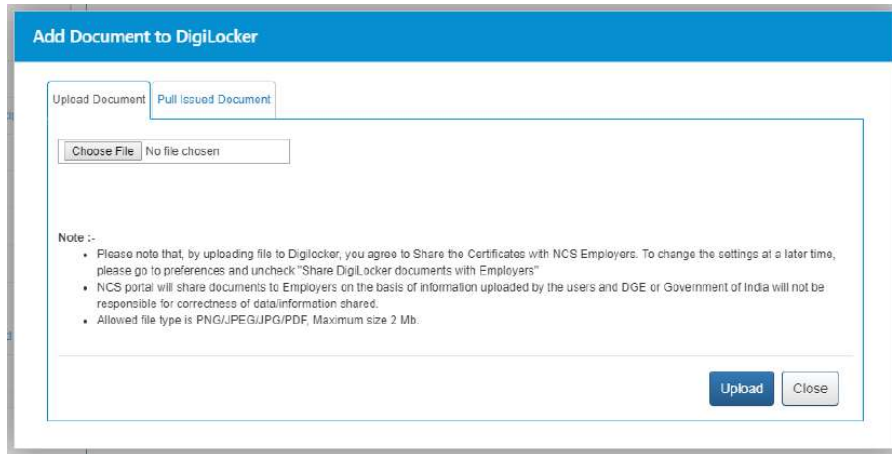 Add Document to DigiLocker
Upload Document Pull Issued Document
Choose File No file chosen
Note :-
• Please note that, by uploading file to Digilocker, you agree to Share the Certificates with NCS Employers. To change the settings at a later time,
please go to preferences and uncheck "Share DigiLocker documents with Employers"
• NCS portal will share documents to Employers on the basis of information uploaded by the users and DGE or Government of India will not be
responsible for correctness of data/information shared.
• Allowed file type is PNG/JPEG/JPG/PDF, Maximum size 2 Mb.
Upload Close